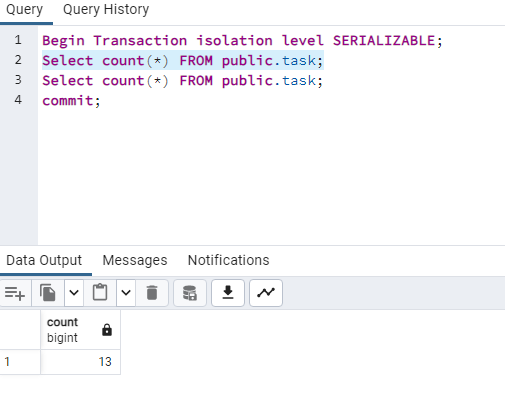 Query Query History
1 Begin Transaction isolation level SERIALIZABLE;
2 Select count(*) FROM public.task;
3 Select count(*) FROM public.task;
4 commit;
Data Output Messages Notifications
count
bigint
1 13